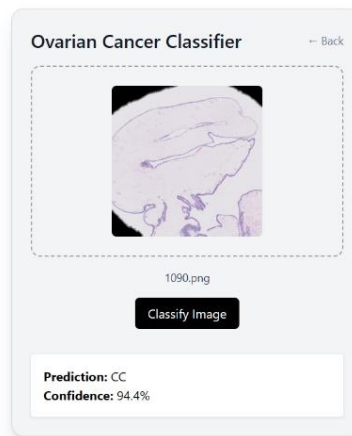 Ovarian Cancer Classifier
← Back
1090.png
Classify Image
Prediction: CC
Confidence: 94.4%